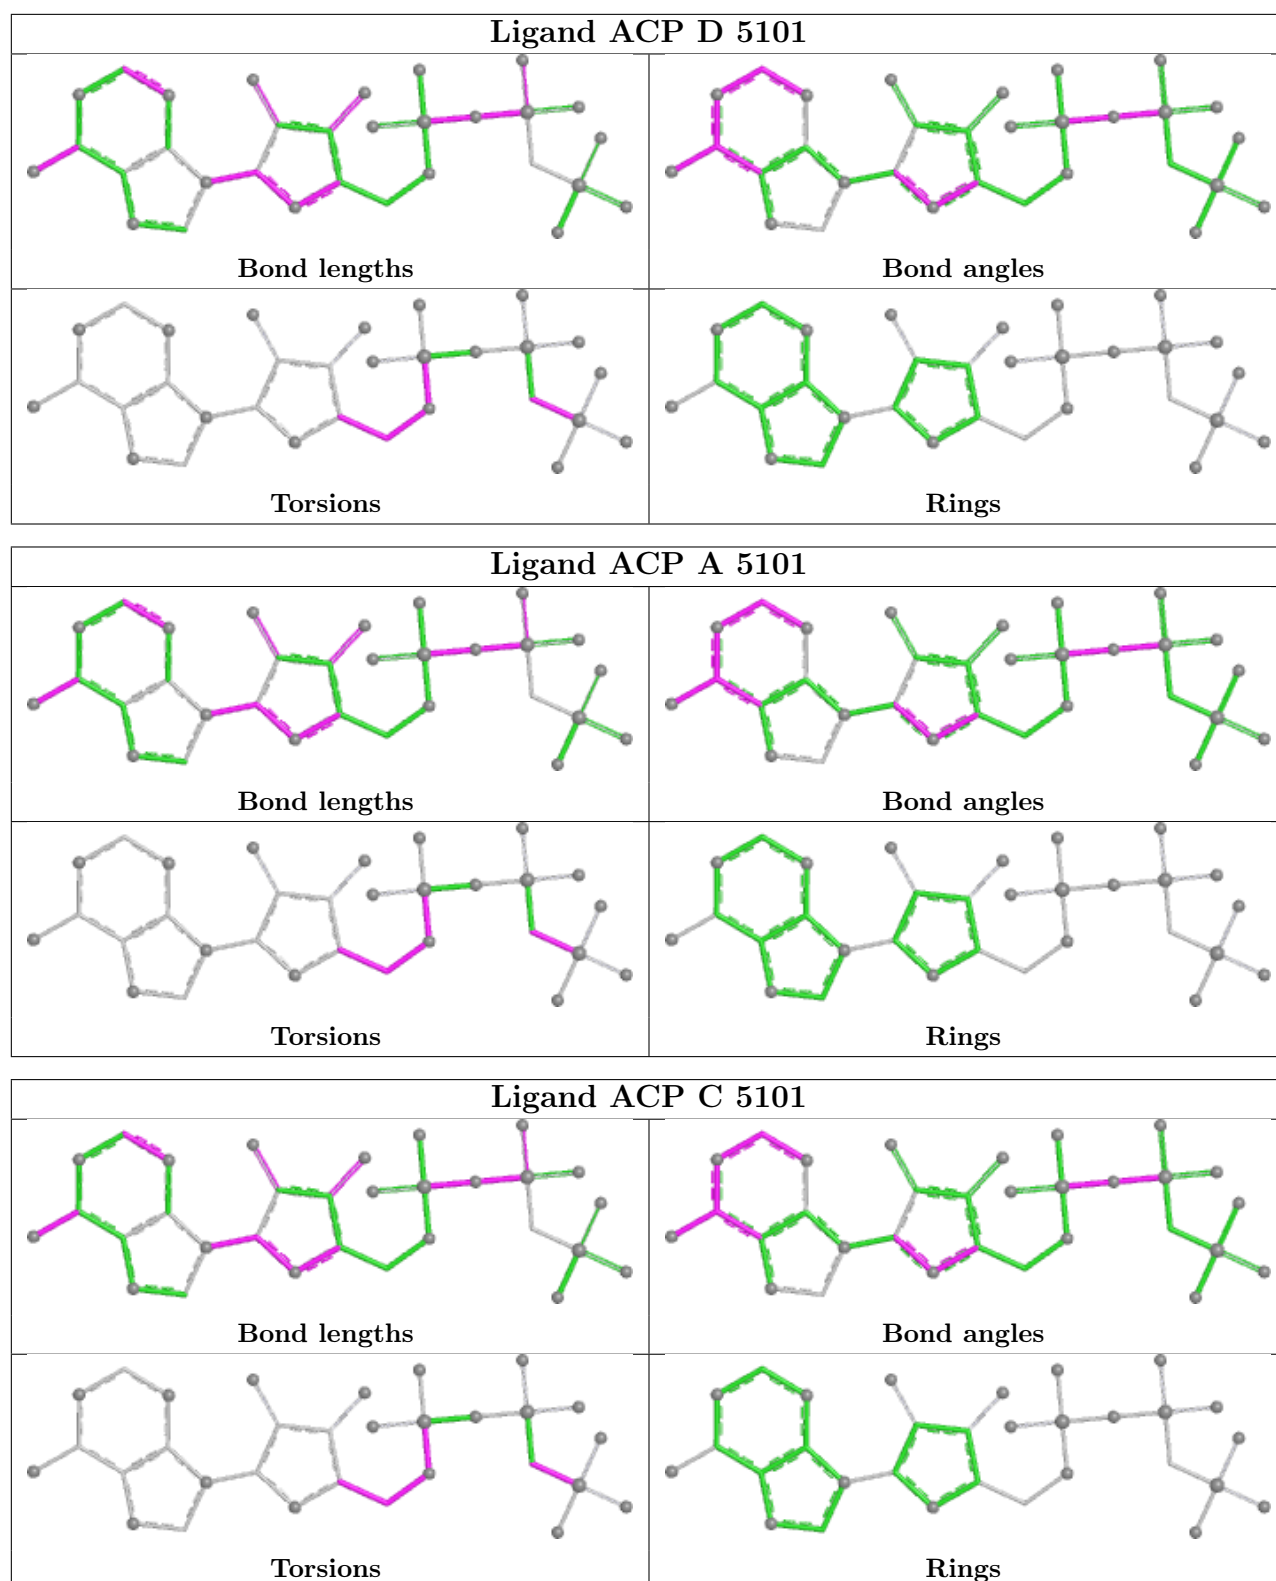 Ligand ACP D 5101
Bond lengths
Bond angles
Torsions
Rings
Ligand ACP A 5101
Bond lengths
Bond angles
Torsions
Rings
Ligand ACP C 5101
Bond lengths
Bond angles
Torsions
Rings